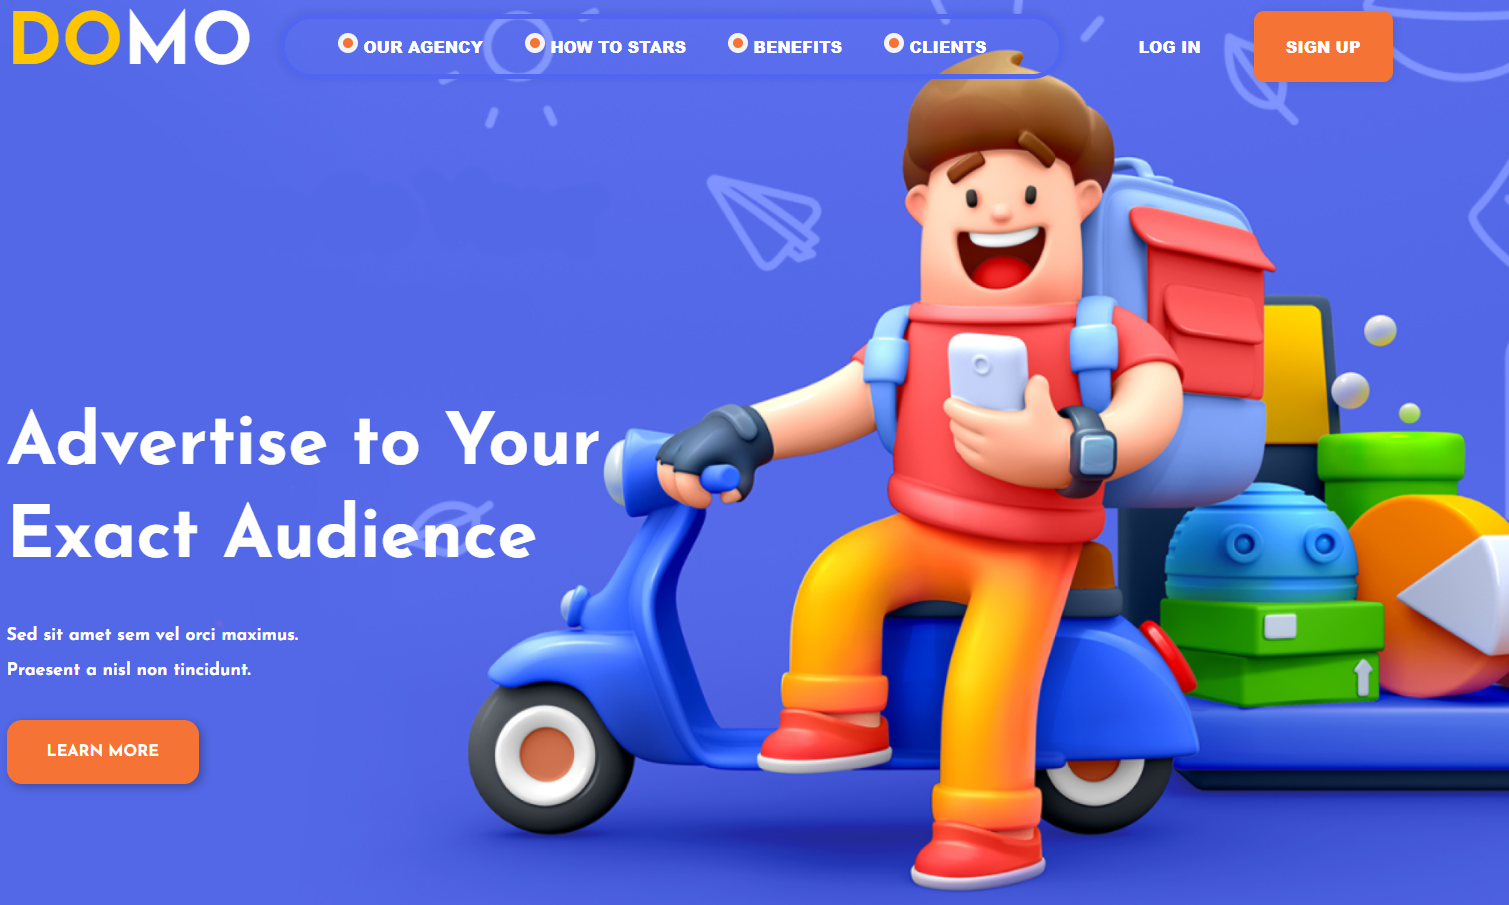 DOMO
OUR AGENCY
HOW TO STARS
BENEFITS
CLIENTS
LOG IN
SIGN UP
Advertise to Your
Exact Audience
Sed sit amet sem vel orci maximus.
Praesent a nisl non tincidunt.
LEARN MORE